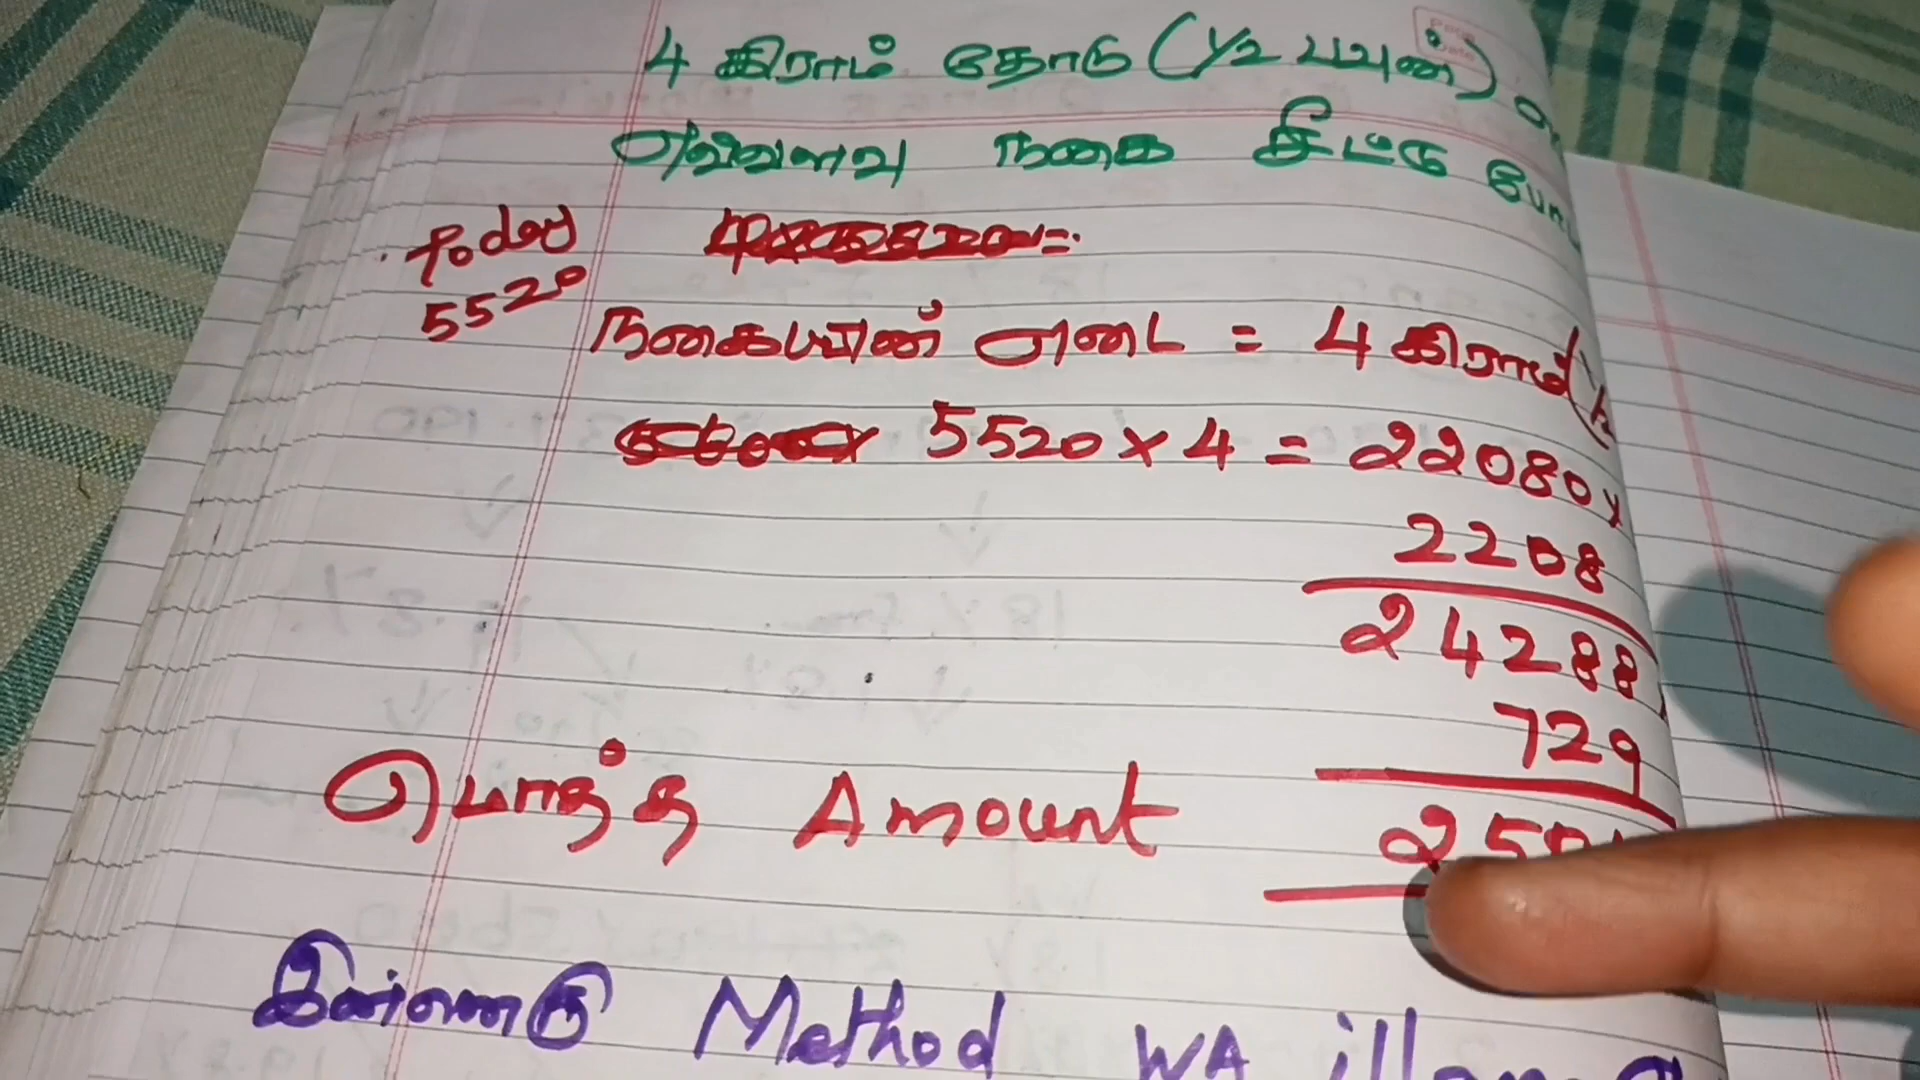 4 கிராம் தோடு (1/2 பவுன்)
எவ்வளவு நகை சீட்டு
Today
5520
நகையின் எடை = 4 கிராம்
5520 x 4 = 22080
2208
24288
729
மொத்த Amount
இன்னொரு Method WA